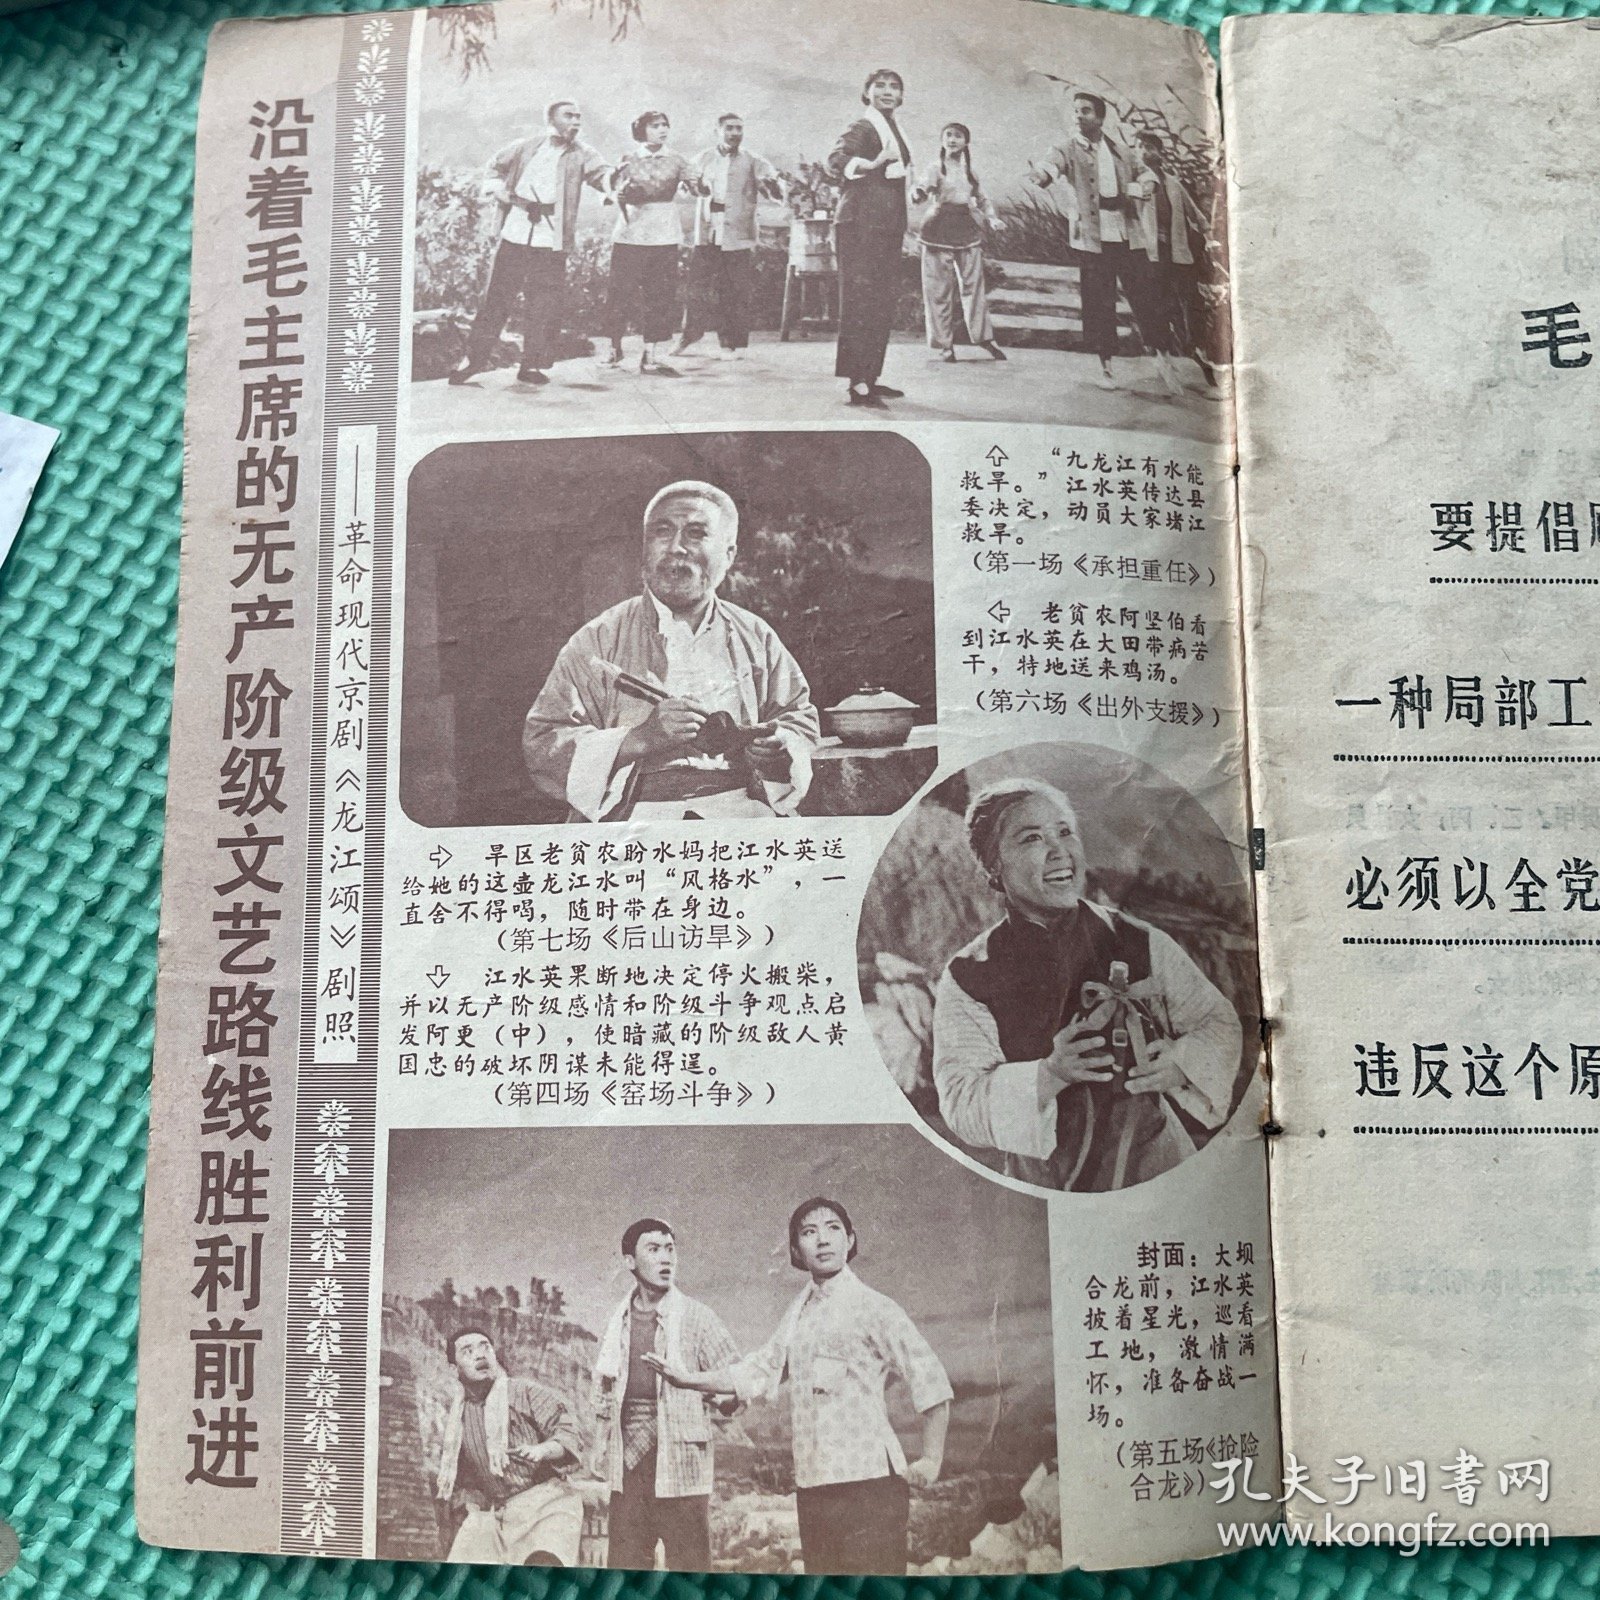 沿着毛主席的无产阶级文艺路线胜利前进
——革命现代京剧《龙江颂》剧照
⇧ “九龙江有水能
救旱。”江水英传达县
委决定，动员大家堵江
救旱。
（第一场《承担重任》）
⇦ 老贫农阿坚伯看
到江水英在大田带病苦
干，特地送来鸡汤。
（第六场《出外支援》）
⇨ 旱区老贫农盼水妈把江水英送
给她的这壶龙江水叫“风格水”，一
直舍不得喝，随时带在身边。
（第七场《后山访旱》）
⇩ 江水英果断地决定停火搬柴，
并以无产阶级感情和阶级斗争观点启
发阿更（中），使暗藏的阶级敌人黄
国忠的破坏阴谋未能得逞。
（第四场《窑场斗争》）
封面：大坝
合龙前，江水英
披着星光，巡看
工地，激情满
怀，准备奋战一
场。
（第五场《抢险
合龙》）
毛
要提倡
一种局部工
必须以全党
违反这个原
孔夫子旧书网
www.kongfz.com